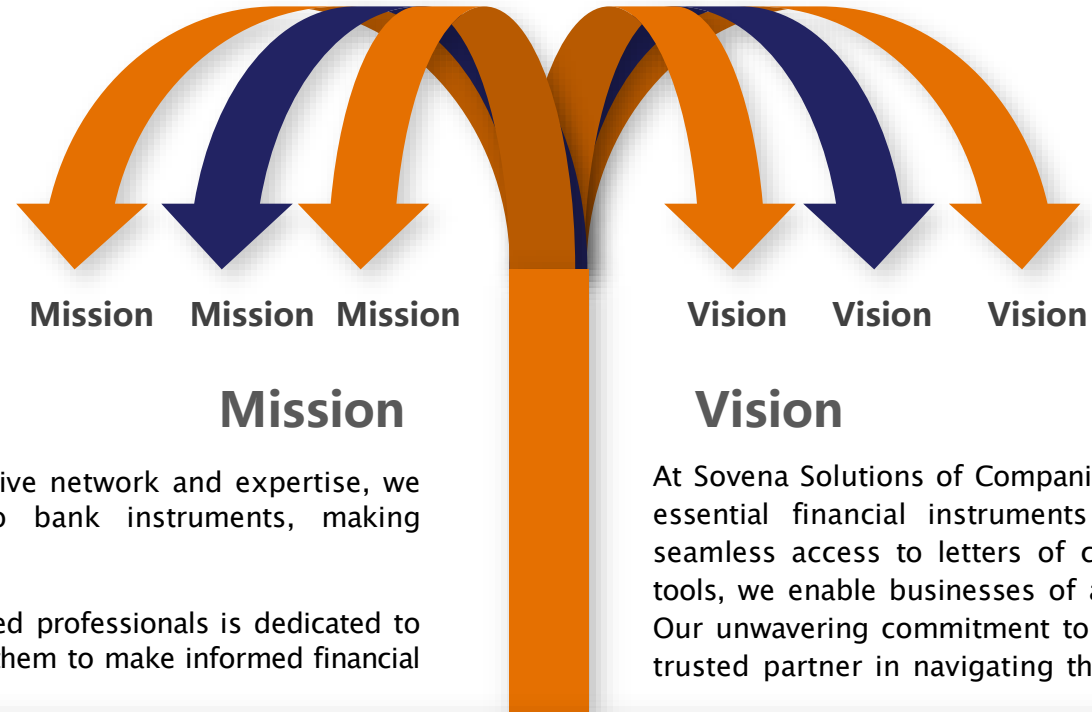 Mission Mission Mission
Vision Vision Vision
Mission
ive network and expertise, we
bank instruments, making
ed professionals is dedicated to
them to make informed financial
Vision
At Sovena Solutions of Compani
essential financial instruments
seamless access to letters of
tools, we enable businesses of
Our unwavering commitment to
trusted partner in navigating